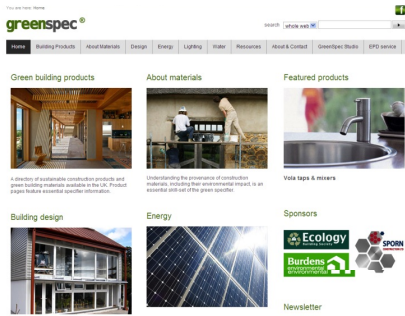 You are here: Home
greenspec®
search whole web
Home Building Products About Materials Design Energy Lighting Water Resources About & Contact GreenSpec Studio EPD service
Green building products
About materials
Featured products
A directory of sustainable construction products and
green building materials available in the UK. Product
pages feature essential specifier information.
Understanding the provenance of construction
materials, including their environmental impact, is an
essential skill-set of the green specifier.
Vola taps & mixers
Building design
Energy
Sponsors
Ecology
Building Society
Burdens
environmental
SPORN
Newsletter